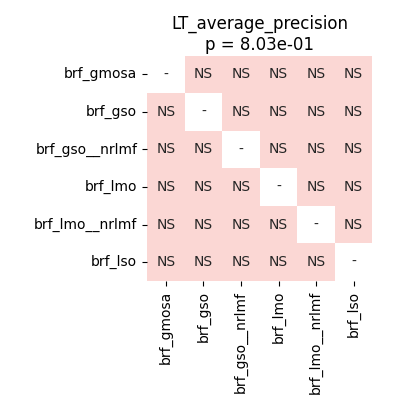 LT_average_precision
p = 8.03e-01
brf_gmosa - NS NS NS NS NS
brf_gso NS - NS NS NS NS
brf_gso__nrlmf NS NS - NS NS NS
brf_lmo NS NS NS - NS NS
brf_lmo__nrlmf NS NS NS NS - NS
brf_lso NS NS NS NS NS -
brf_gmosa
brf_gso
brf_gso__nrlmf
brf_lmo
brf_lmo__nrlmf
brf_lso